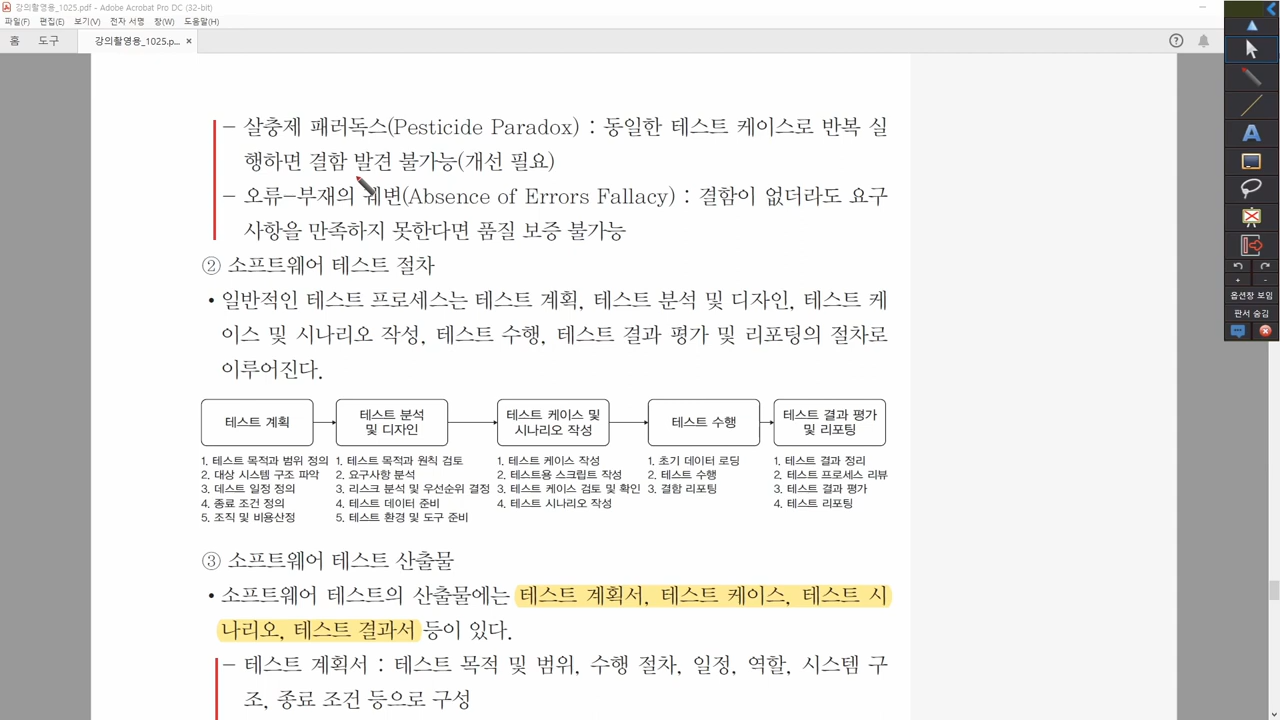 강의촬영용_1025.pdf - Adobe Acrobat Pro DC (32-bit)
파일(F) 편집(E) 보기(V) 전자 서명 창(W) 도움말(H)
홈 도구 강의촬영용_1025.p... ×
– 살충제 패러독스(Pesticide Paradox) : 동일한 테스트 케이스로 반복 실
행하면 결함 발견 불가능(개선 필요)
– 오류–부재의 궤변(Absence of Errors Fallacy) : 결함이 없더라도 요구
사항을 만족하지 못한다면 품질 보증 불가능
② 소프트웨어 테스트 절차
• 일반적인 테스트 프로세스는 테스트 계획, 테스트 분석 및 디자인, 테스트 케
이스 및 시나리오 작성, 테스트 수행, 테스트 결과 평가 및 리포팅의 절차로
이루어진다.
테스트 계획
1. 테스트 목적과 범위 정의
2. 대상 시스템 구조 파악
3. 데스트 일정 정의
4. 종료 조건 정의
5. 조직 및 비용산정
테스트 분석
및 디자인
1. 테스트 목적과 원칙 검토
2. 요구사항 분석
3. 리스크 분석 및 우선순위 결정
4. 테스트 데이터 준비
5. 테스트 환경 및 도구 준비
테스트 케이스 및
시나리오 작성
1. 테스트 케이스 작성
2. 테스트용 스크립트 작성
3. 테스트 케이스 검토 및 확인
4. 테스트 시나리오 작성
테스트 수행
1. 초기 데이터 로딩
2. 테스트 수행
3. 결함 리포팅
테스트 결과 평가
및 리포팅
1. 테스트 결과 정리
2. 테스트 프로세스 리뷰
3. 테스트 결과 평가
4. 테스트 리포팅
③ 소프트웨어 테스트 산출물
• 소프트웨어 테스트의 산출물에는 테스트 계획서, 테스트 케이스, 테스트 시
나리오, 테스트 결과서 등이 있다.
– 테스트 계획서 : 테스트 목적 및 범위, 수행 절차, 일정, 역할, 시스템 구
조, 종료 조건 등으로 구성
A
+ -
옵션창 보임
판서 숨김